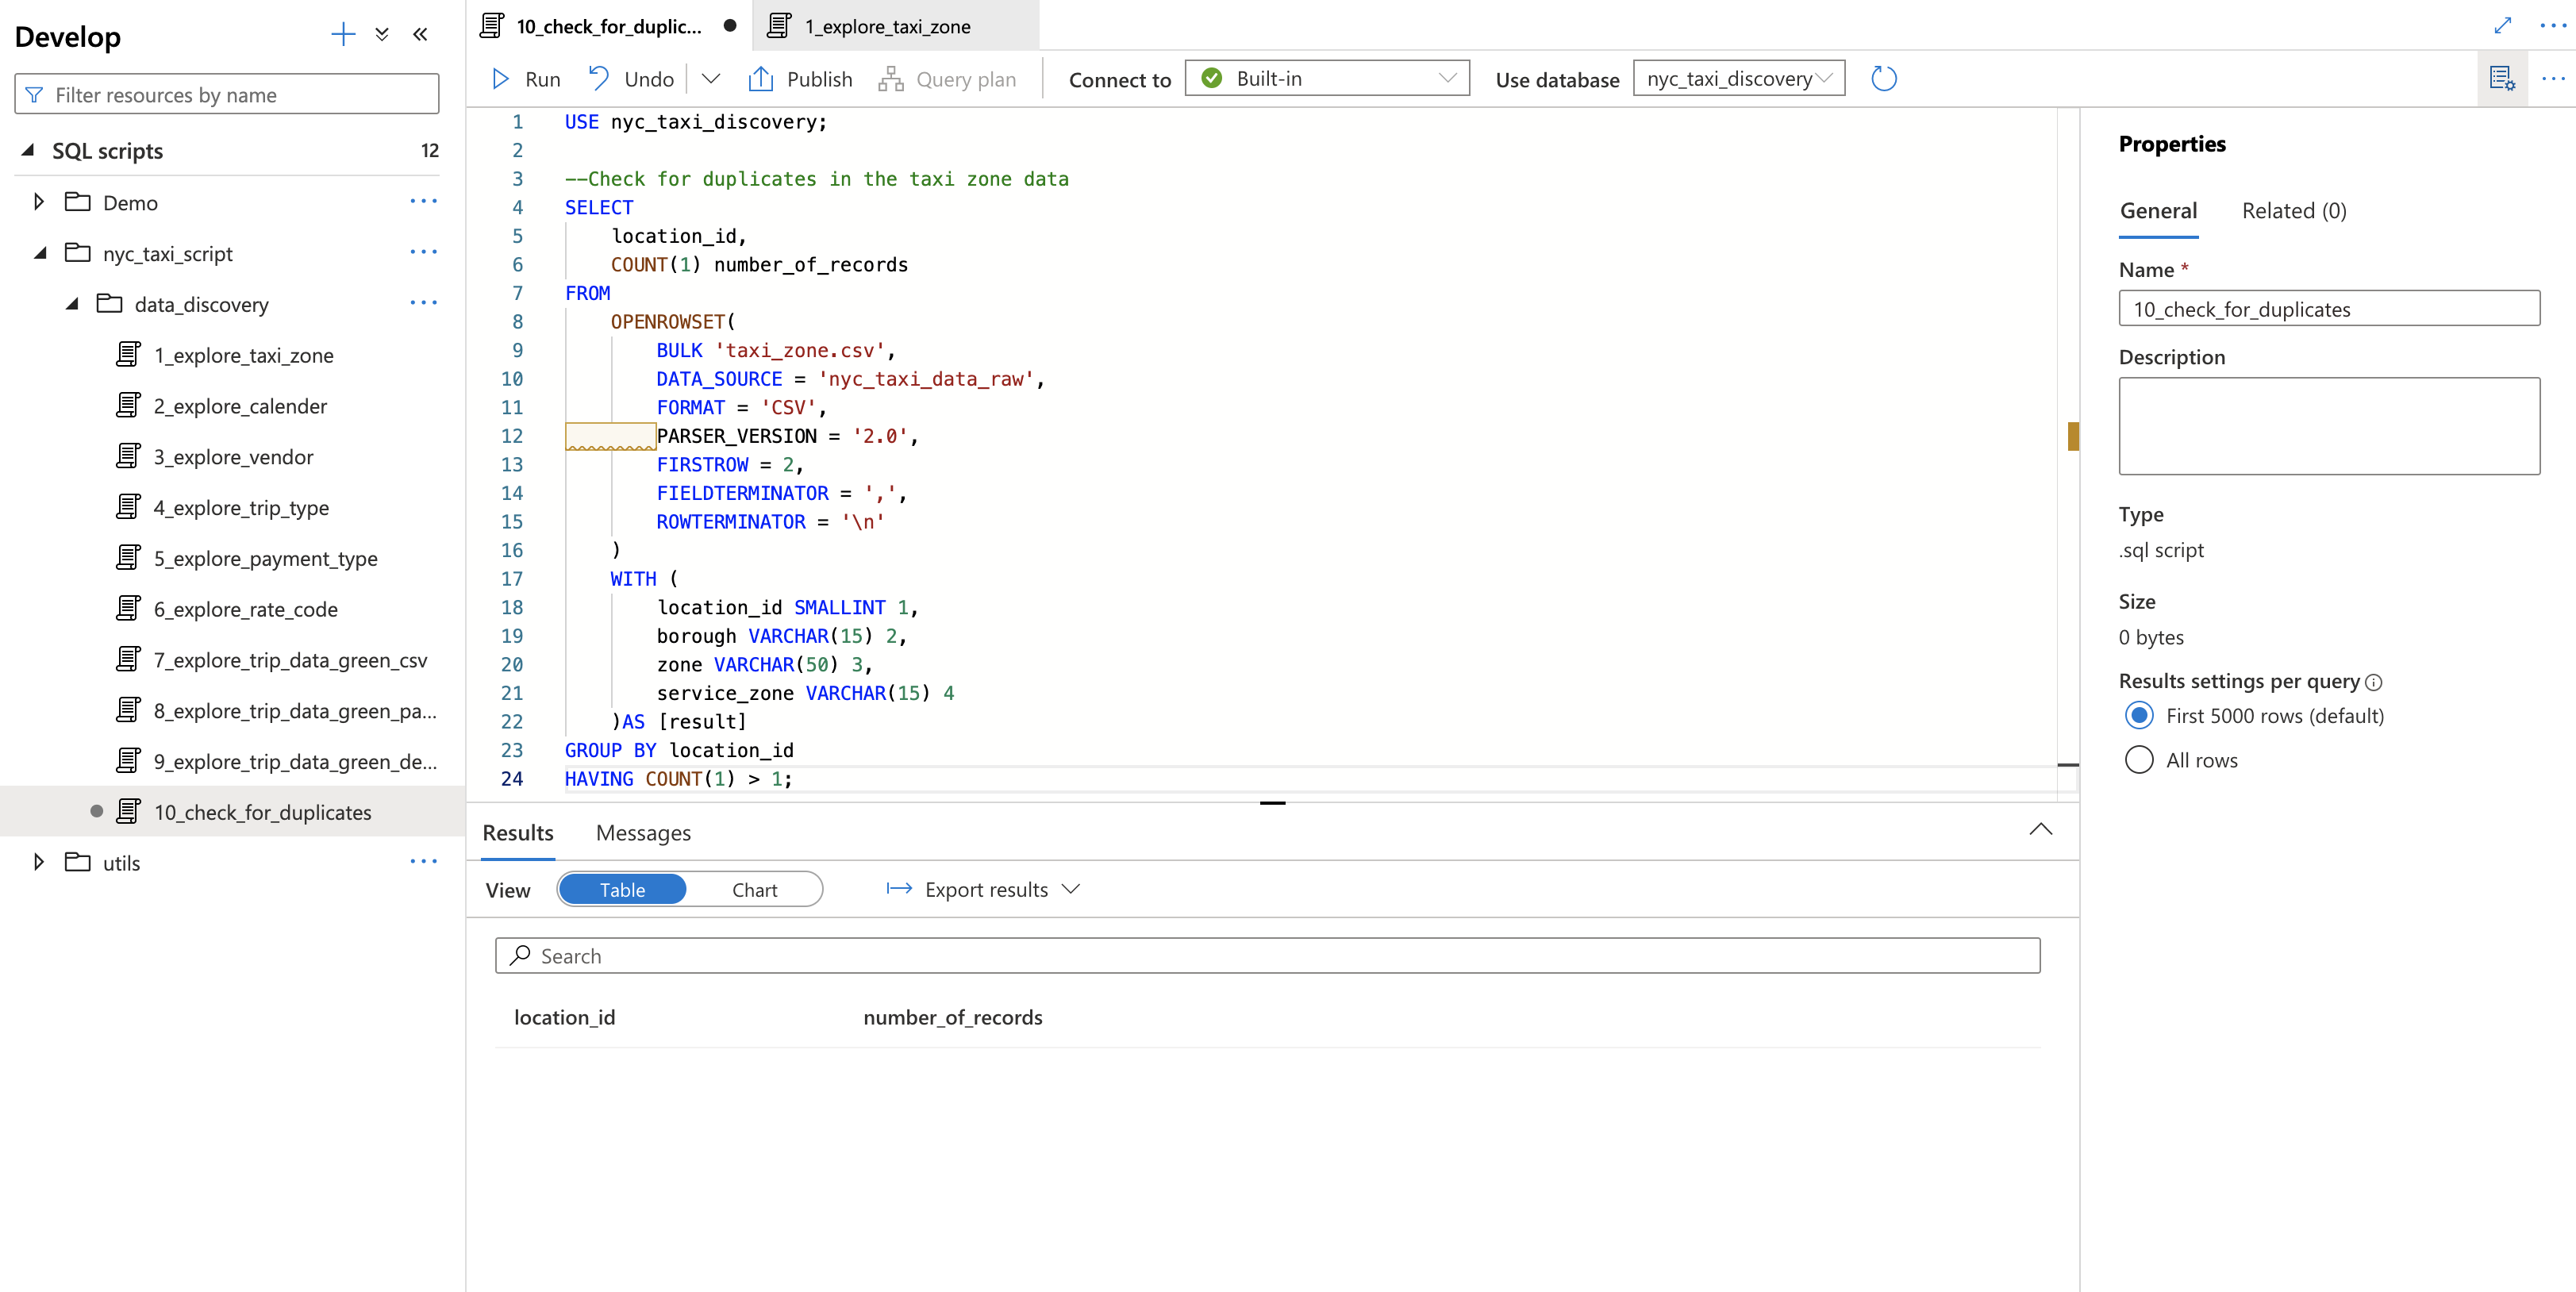 Develop
Filter resources by name
SQL scripts 12
Demo
nyc_taxi_script
data_discovery
1_explore_taxi_zone
2_explore_calender
3_explore_vendor
4_explore_trip_type
5_explore_payment_type
6_explore_rate_code
7_explore_trip_data_green_csv
8_explore_trip_data_green_pa...
9_explore_trip_data_green_de...
10_check_for_duplicates
utils
10_check_for_duplic... 1_explore_taxi_zone
Run Undo Publish Query plan Connect to Built-in Use database nyc_taxi_discovery
1 USE nyc_taxi_discovery;
2
3 --Check for duplicates in the taxi zone data
4 SELECT
5 location_id,
6 COUNT(1) number_of_records
7 FROM
8 OPENROWSET(
9 BULK 'taxi_zone.csv',
10 DATA_SOURCE = 'nyc_taxi_data_raw',
11 FORMAT = 'CSV',
12 PARSER_VERSION = '2.0',
13 FIRSTROW = 2,
14 FIELDTERMINATOR = ',',
15 ROWTERMINATOR = '\n'
16 )
17 WITH (
18 location_id SMALLINT 1,
19 borough VARCHAR(15) 2,
20 zone VARCHAR(50) 3,
21 service_zone VARCHAR(15) 4
22 )AS [result]
23 GROUP BY location_id
24 HAVING COUNT(1) > 1;
Results Messages
View Table Chart Export results
Search
location_id number_of_records
Properties
General Related (0)
Name *
10_check_for_duplicates
Description
Type
.sql script
Size
0 bytes
Results settings per query
First 5000 rows (default)
All rows